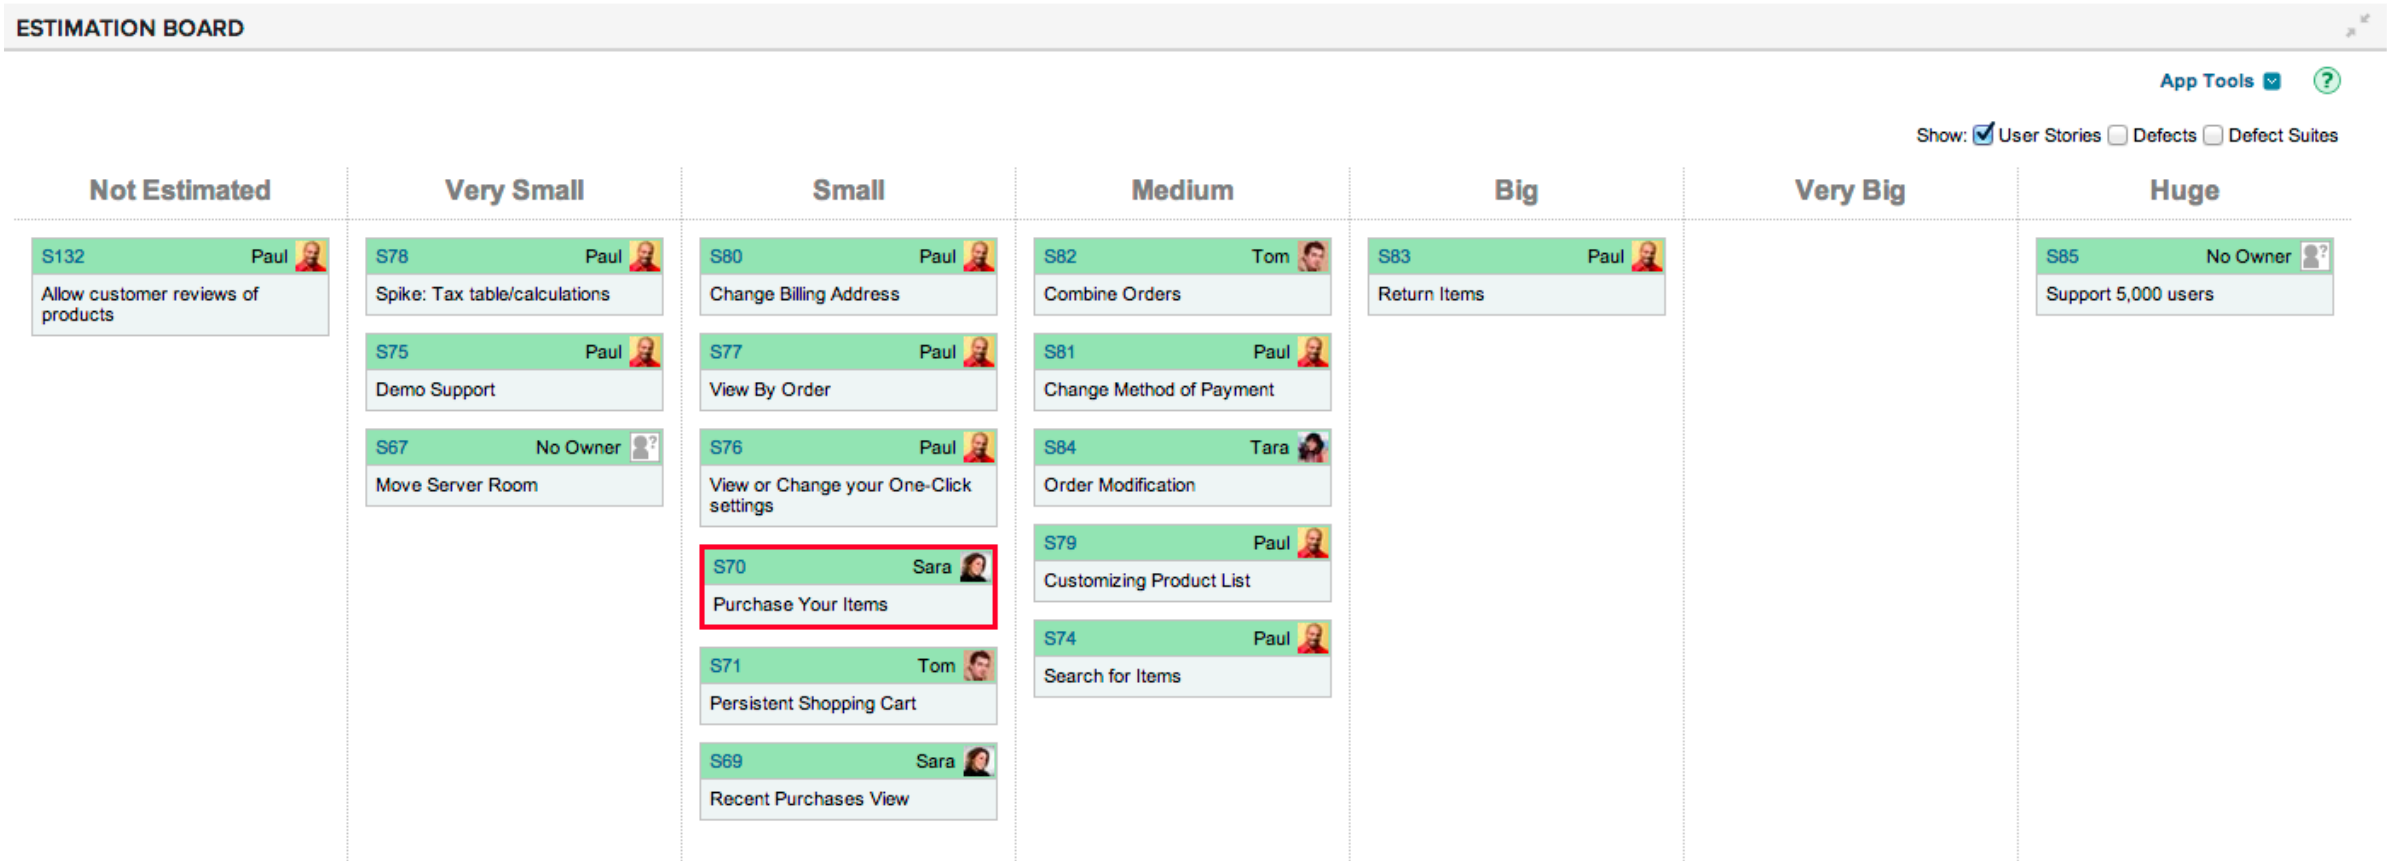 ESTIMATION BOARD
App Tools
?
Show: User Stories Defects Defect Suites
Not Estimated
Very Small
Small
Medium
Big
Very Big
Huge
S132 Paul
Allow customer reviews of
products
S78 Paul
Spike: Tax table/calculations
S75 Paul
Demo Support
S67 No Owner ?
Move Server Room
S80 Paul
Change Billing Address
S77 Paul
View By Order
S76 Paul
View or Change your One-Click
settings
S70 Sara
Purchase Your Items
S71 Tom
Persistent Shopping Cart
S69 Sara
Recent Purchases View
S82 Tom
Combine Orders
S81 Paul
Change Method of Payment
S84 Tara
Order Modification
S79 Paul
Customizing Product List
S74 Paul
Search for Items
S83 Paul
Return Items
S85 No Owner ?
Support 5,000 users